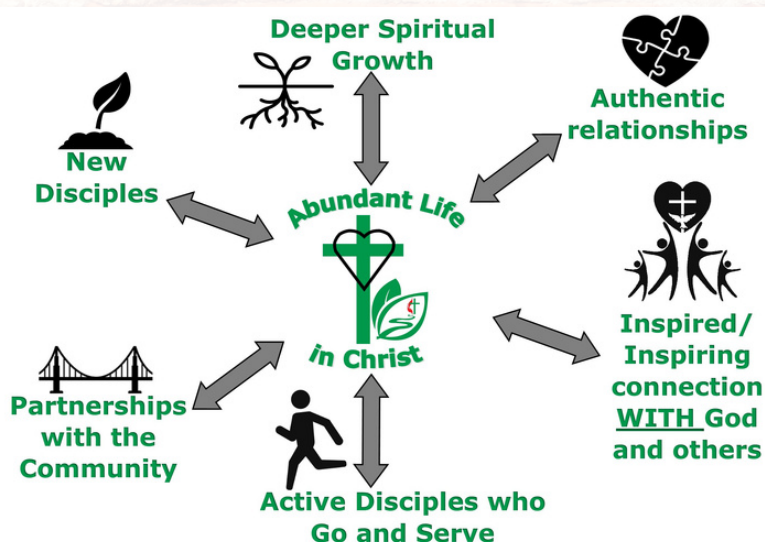 Deeper Spiritual
Growth
Authentic
relationships
New
Disciples
Abundant Life
in Christ
Inspired/
Inspiring
connection
WITH God
and others
Partnerships
with the
Community
Active Disciples who
Go and Serve